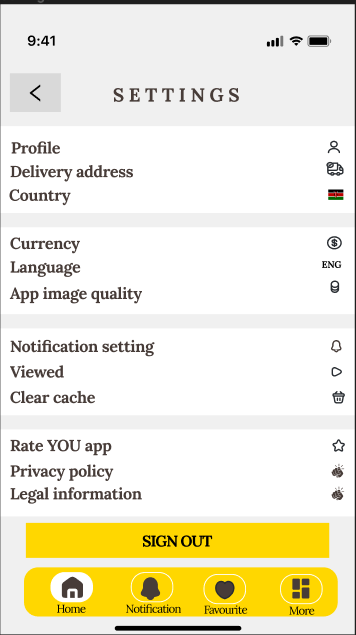 9:41
SETTINGS
Profile
Delivery address
Country
Currency
Language ENG
App image quality
Notification setting
Viewed
Clear cache
Rate YOU app
Privacy policy
Legal information
SIGN OUT
Home Notification Favourite More